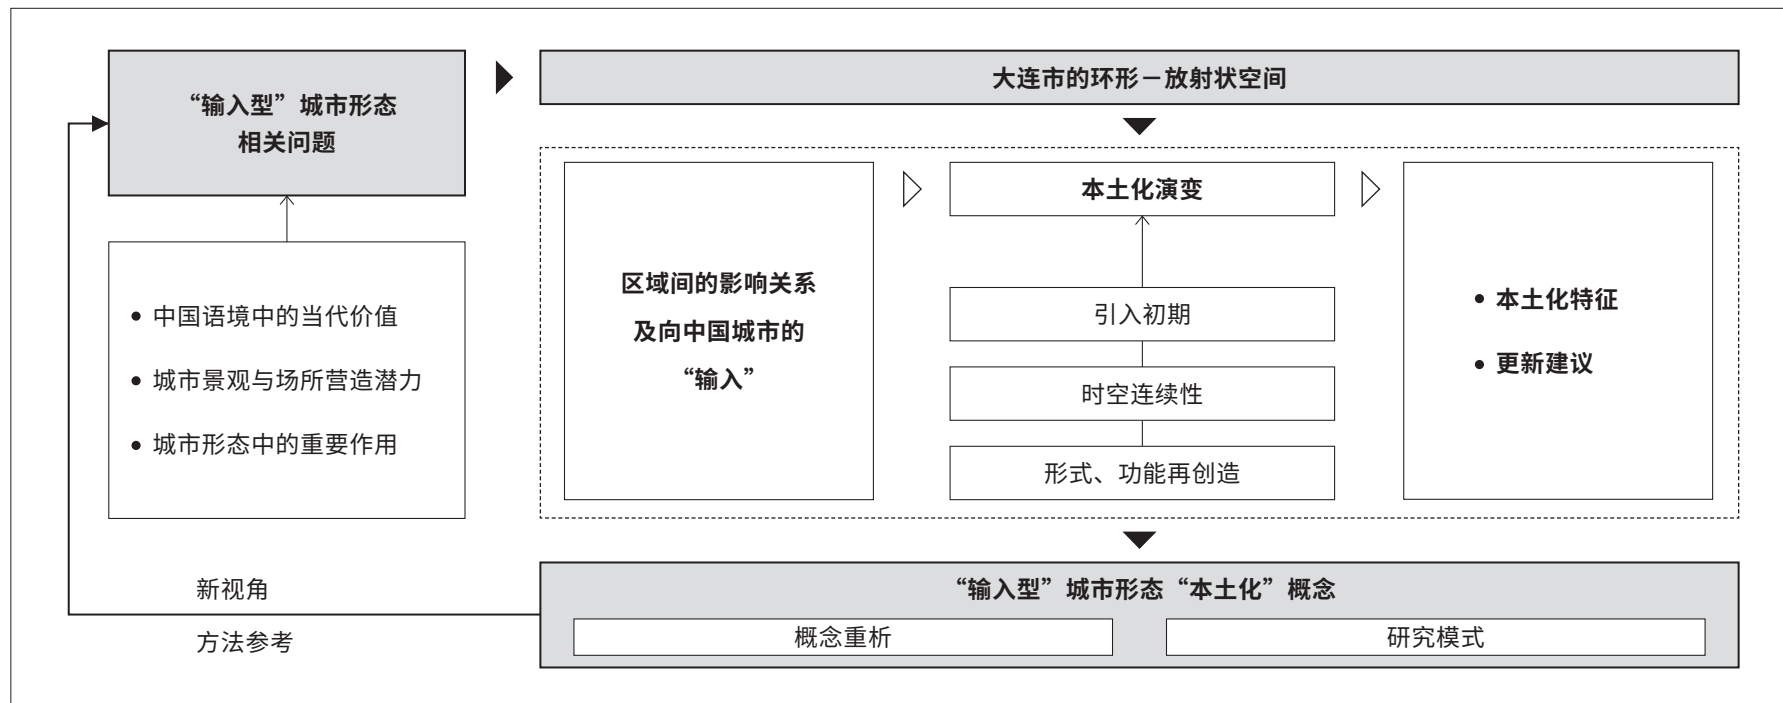 “输入型”城市形态
相关问题
• 中国语境中的当代价值
• 城市景观与场所营造潜力
• 城市形态中的重要作用
大连市的环形－放射状空间
区域间的影响关系
及向中国城市的
“输入”
本土化演变
引入初期
时空连续性
形式、功能再创造
• 本土化特征
• 更新建议
新视角
方法参考
“输入型”城市形态“本土化”概念
概念重析
研究模式